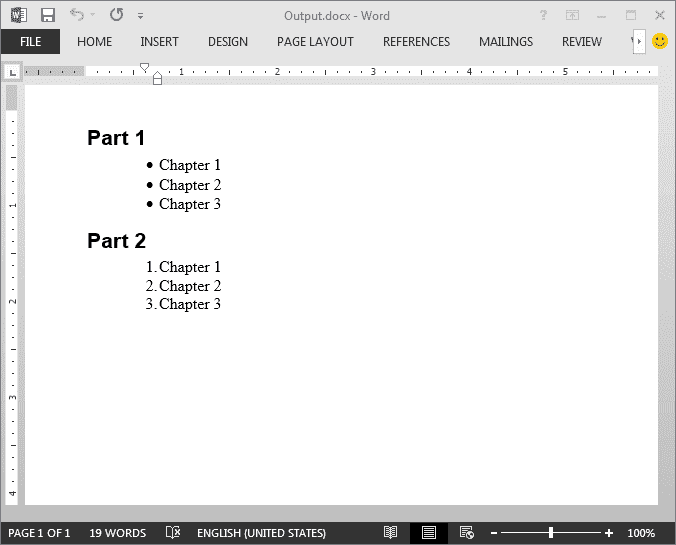 Output.docx - Word
FILE HOME INSERT DESIGN PAGE LAYOUT REFERENCES MAILINGS REVIEW
1 2 3 4 5
Part 1
• Chapter 1
• Chapter 2
• Chapter 3
Part 2
1. Chapter 1
2. Chapter 2
3. Chapter 3
1
2
3
4
PAGE 1 OF 1 19 WORDS ENGLISH (UNITED STATES) 100%